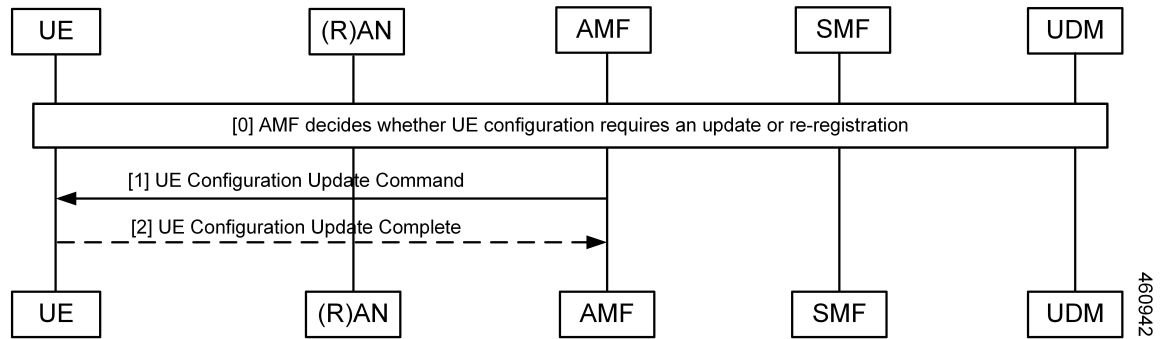 UE
(R)AN
AMF
SMF
UDM
[0] AMF decides whether UE configuration requires an update or re-registration
[1] UE Configuration Update Command
[2] UE Configuration Update Complete
UE
(R)AN
AMF
SMF
UDM
460942